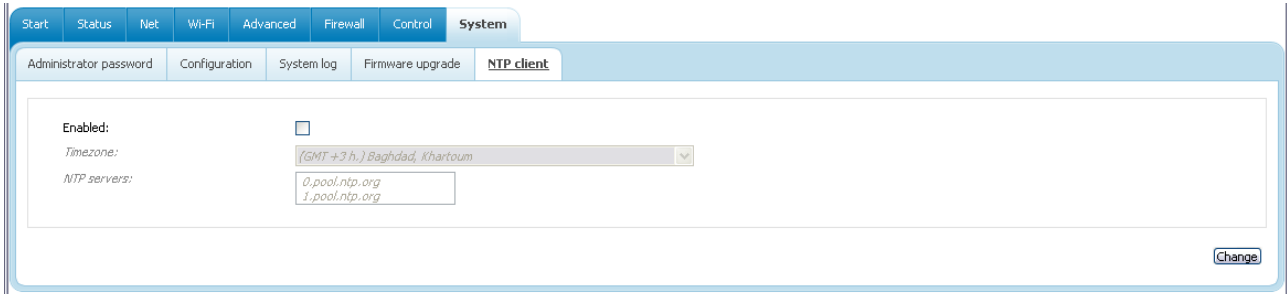 Start Status Net Wi-Fi Advanced Firewall Control System
Administrator password Configuration System log Firmware upgrade NTP client
Enabled:
Timezone: (GMT +3 h.) Baghdad, Khartoum
NTP servers: 0.pool.ntp.org
1.pool.ntp.org
Change